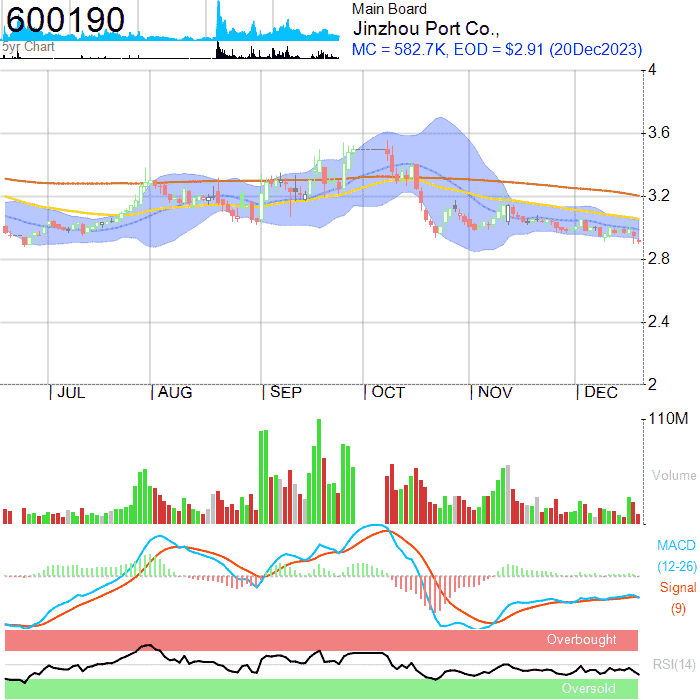 600190
5yr Chart
Main Board
Jinzhou Port Co.,
MC = 582.7K, EOD = $2.91 (20Dec2023)
4
3.6
3.2
2.8
2.4
2
JUL AUG SEP OCT NOV DEC
110M
Volume
MACD
(12-26)
Signal
(9)
Overbought
RSI(14)
Oversold